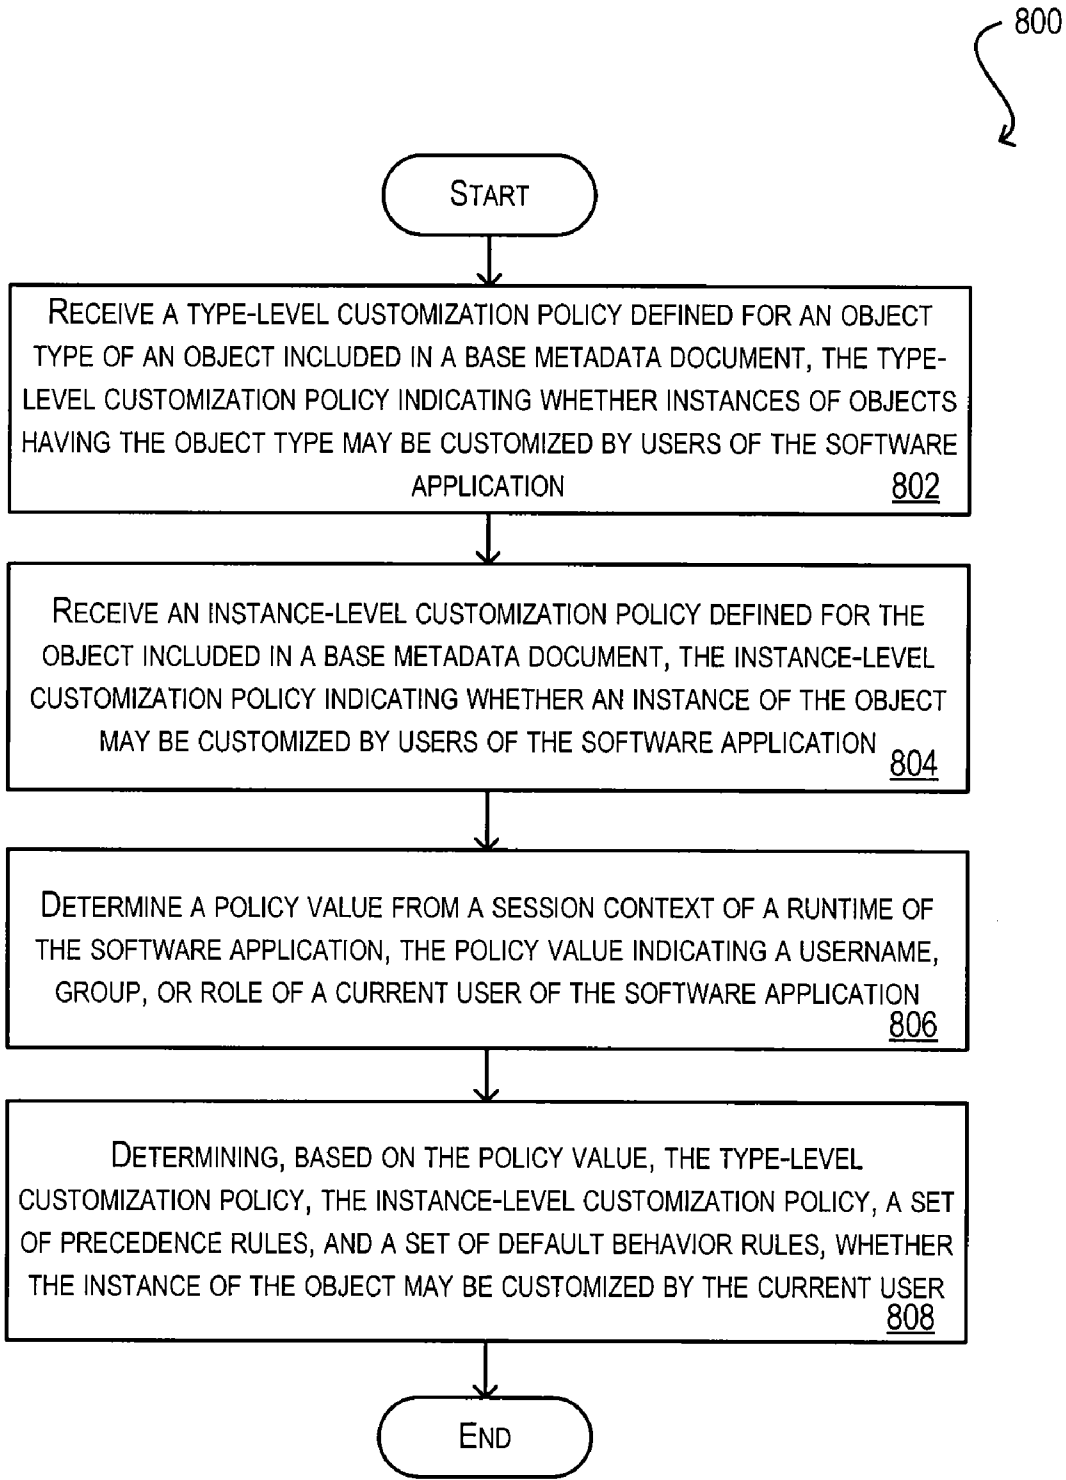 800
START
RECEIVE A TYPE-LEVEL CUSTOMIZATION POLICY DEFINED FOR AN OBJECT
TYPE OF AN OBJECT INCLUDED IN A BASE METADATA DOCUMENT, THE TYPE-
LEVEL CUSTOMIZATION POLICY INDICATING WHETHER INSTANCES OF OBJECTS
HAVING THE OBJECT TYPE MAY BE CUSTOMIZED BY USERS OF THE SOFTWARE
APPLICATION
802
RECEIVE AN INSTANCE-LEVEL CUSTOMIZATION POLICY DEFINED FOR THE
OBJECT INCLUDED IN A BASE METADATA DOCUMENT, THE INSTANCE-LEVEL
CUSTOMIZATION POLICY INDICATING WHETHER AN INSTANCE OF THE OBJECT
MAY BE CUSTOMIZED BY USERS OF THE SOFTWARE APPLICATION
804
DETERMINE A POLICY VALUE FROM A SESSION CONTEXT OF A RUNTIME OF
THE SOFTWARE APPLICATION, THE POLICY VALUE INDICATING A USERNAME,
GROUP, OR ROLE OF A CURRENT USER OF THE SOFTWARE APPLICATION
806
DETERMINING, BASED ON THE POLICY VALUE, THE TYPE-LEVEL
CUSTOMIZATION POLICY, THE INSTANCE-LEVEL CUSTOMIZATION POLICY, A SET
OF PRECEDENCE RULES, AND A SET OF DEFAULT BEHAVIOR RULES, WHETHER
THE INSTANCE OF THE OBJECT MAY BE CUSTOMIZED BY THE CURRENT USER
808
END